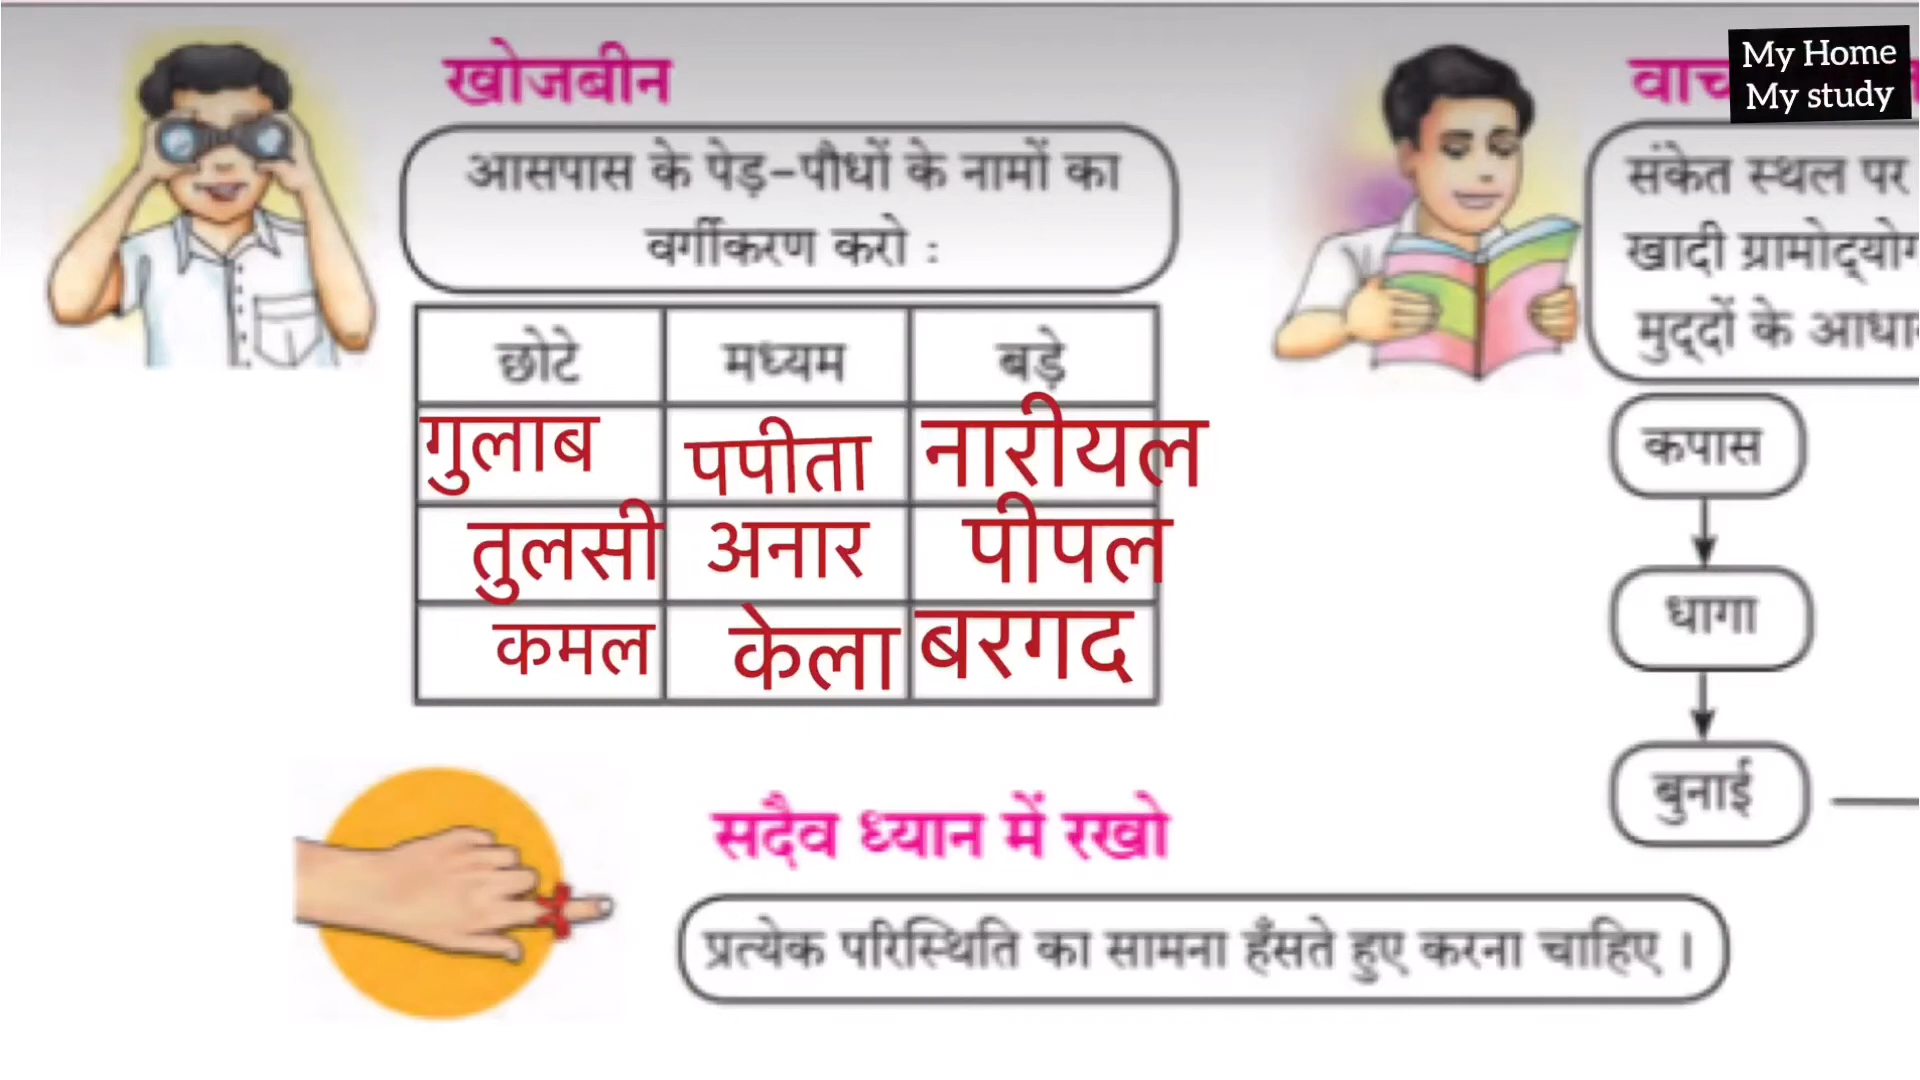 खोजबीन
आसपास के पेड़-पौधों के नामों का
वर्गीकरण करो :
छोटे मध्यम बड़े
गुलाब पपीता नारीयल
तुलसी अनार पीपल
कमल केला बरगद
सदैव ध्यान में रखो
प्रत्येक परिस्थिति का सामना हँसते हुए करना चाहिए ।
My Home
My study
संकेत स्थल पर
खादी ग्रामोद्‌योग
मुद्‌दों के
कपास
धागा
बुनाई